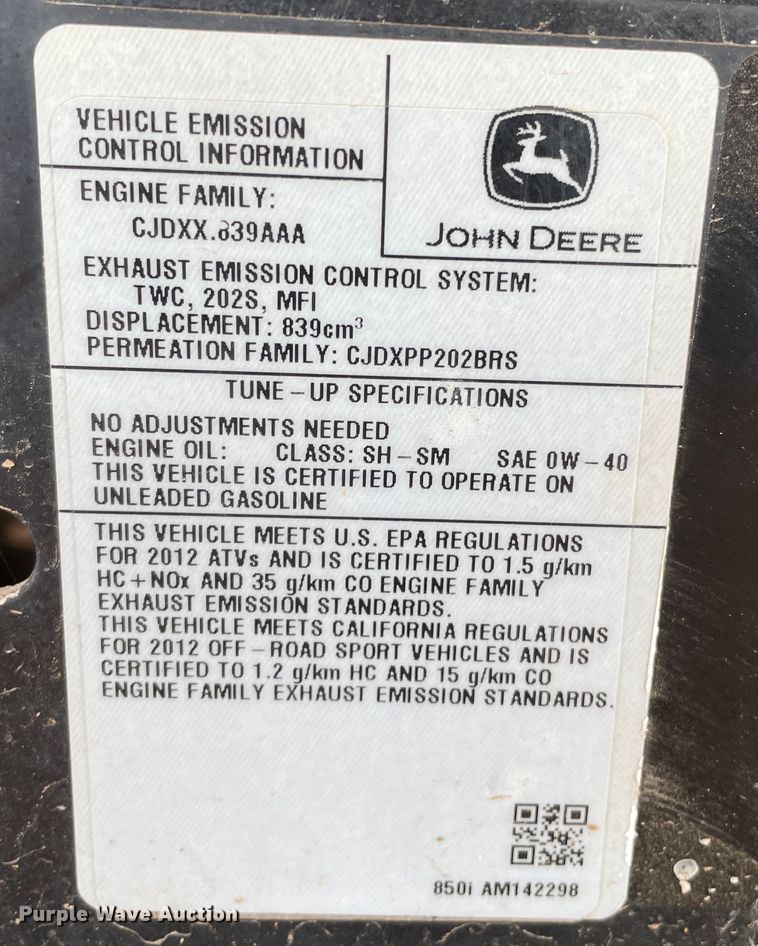 VEHICLE EMISSION
CONTROL INFORMATION
JOHN DEERE
ENGINE FAMILY:
CJDXX.839AAA
EXHAUST EMISSION CONTROL SYSTEM:
TWC, 202S, MFI
DISPLACEMENT: 839cm³
PERMEATION FAMILY: CJDXPP202BRS
TUNE-UP SPECIFICATIONS
NO ADJUSTMENTS NEEDED
ENGINE OIL: CLASS: SH-SM SAE 0W-40
THIS VEHICLE IS CERTIFIED TO OPERATE ON
UNLEADED GASOLINE
THIS VEHICLE MEETS U.S. EPA REGULATIONS
FOR 2012 ATVs AND IS CERTIFIED TO 1.5 g/km
HC+NOx AND 35 g/km CO ENGINE FAMILY
EXHAUST EMISSION STANDARDS.
THIS VEHICLE MEETS CALIFORNIA REGULATIONS
FOR 2012 OFF-ROAD SPORT VEHICLES AND IS
CERTIFIED TO 1.2 g/km HC AND 15 g/km CO
ENGINE FAMILY EXHAUST EMISSION STANDARDS.
850i AM142298
Purple Wave Auction